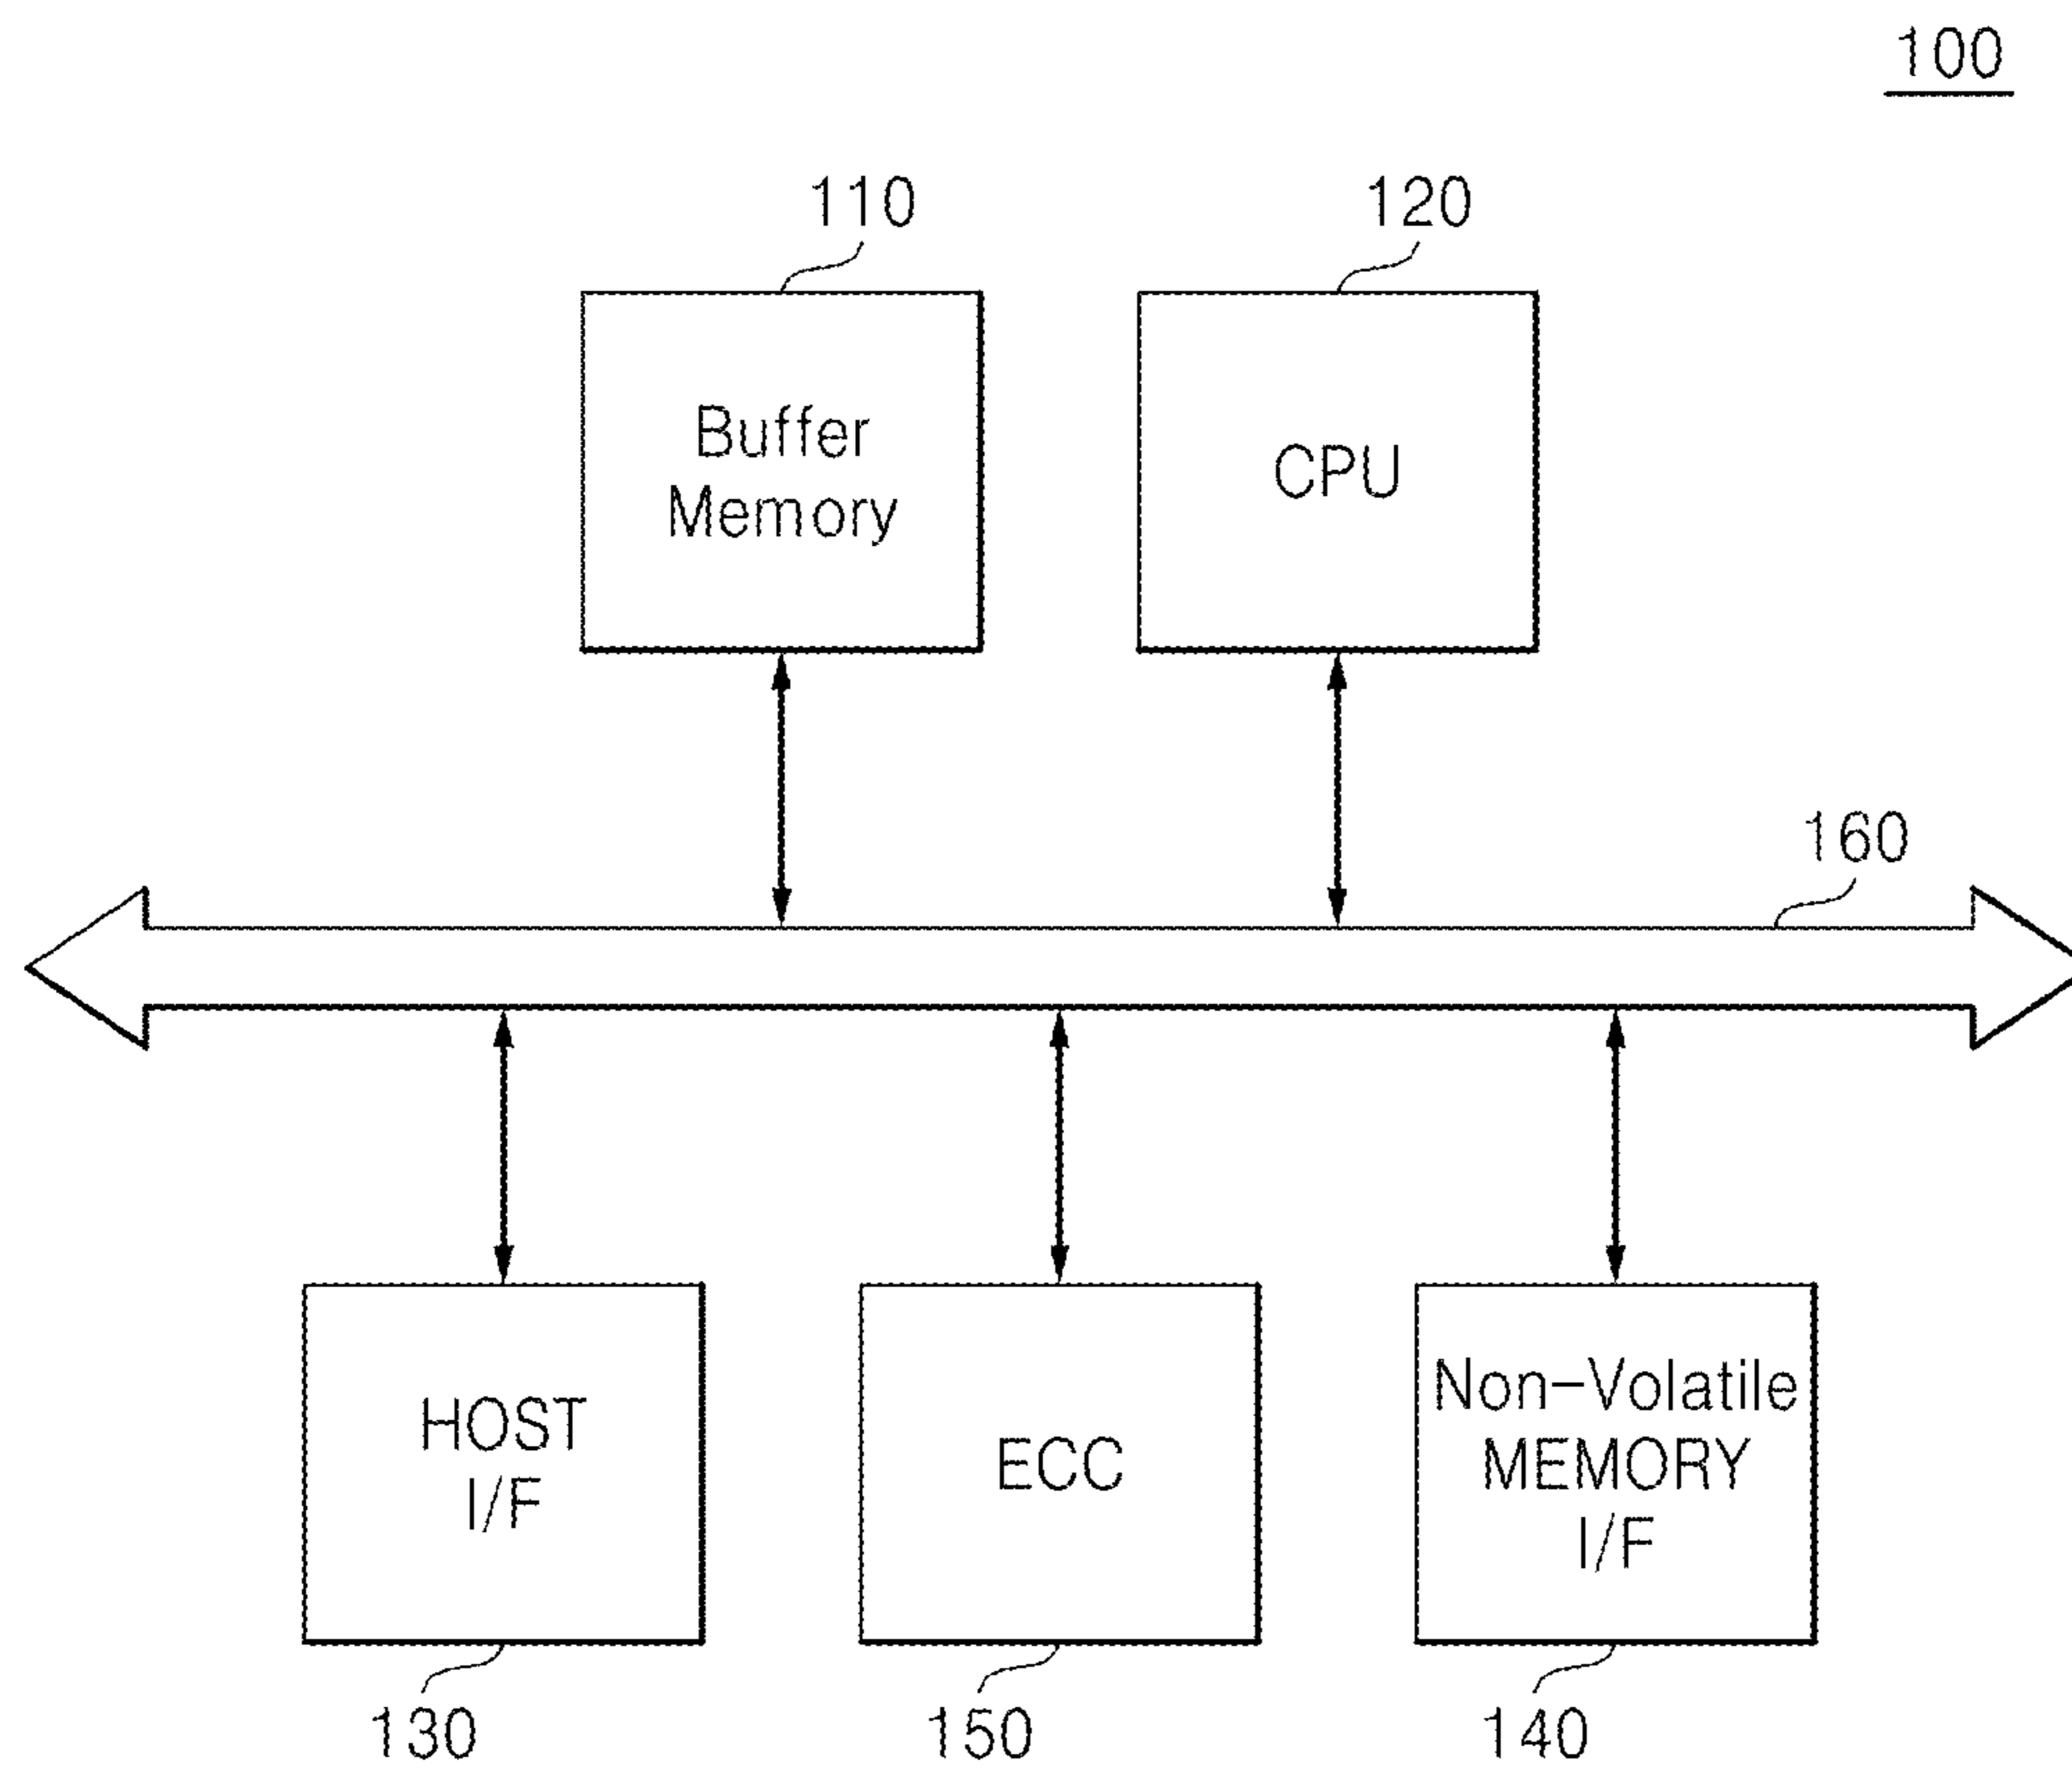 100
110
120
Buffer
Memory
CPU
160
HOST
I/F
ECC
Non-Volatile
MEMORY
I/F
130
150
140